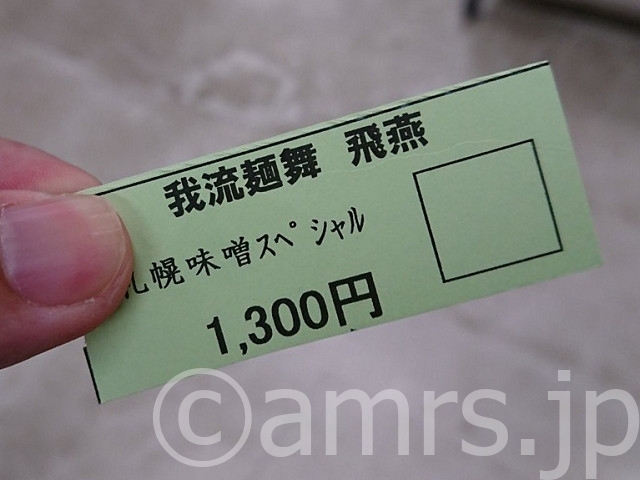 我流麺舞 飛燕
札幌味噌スペシャル
1,300円
©amrs.jp